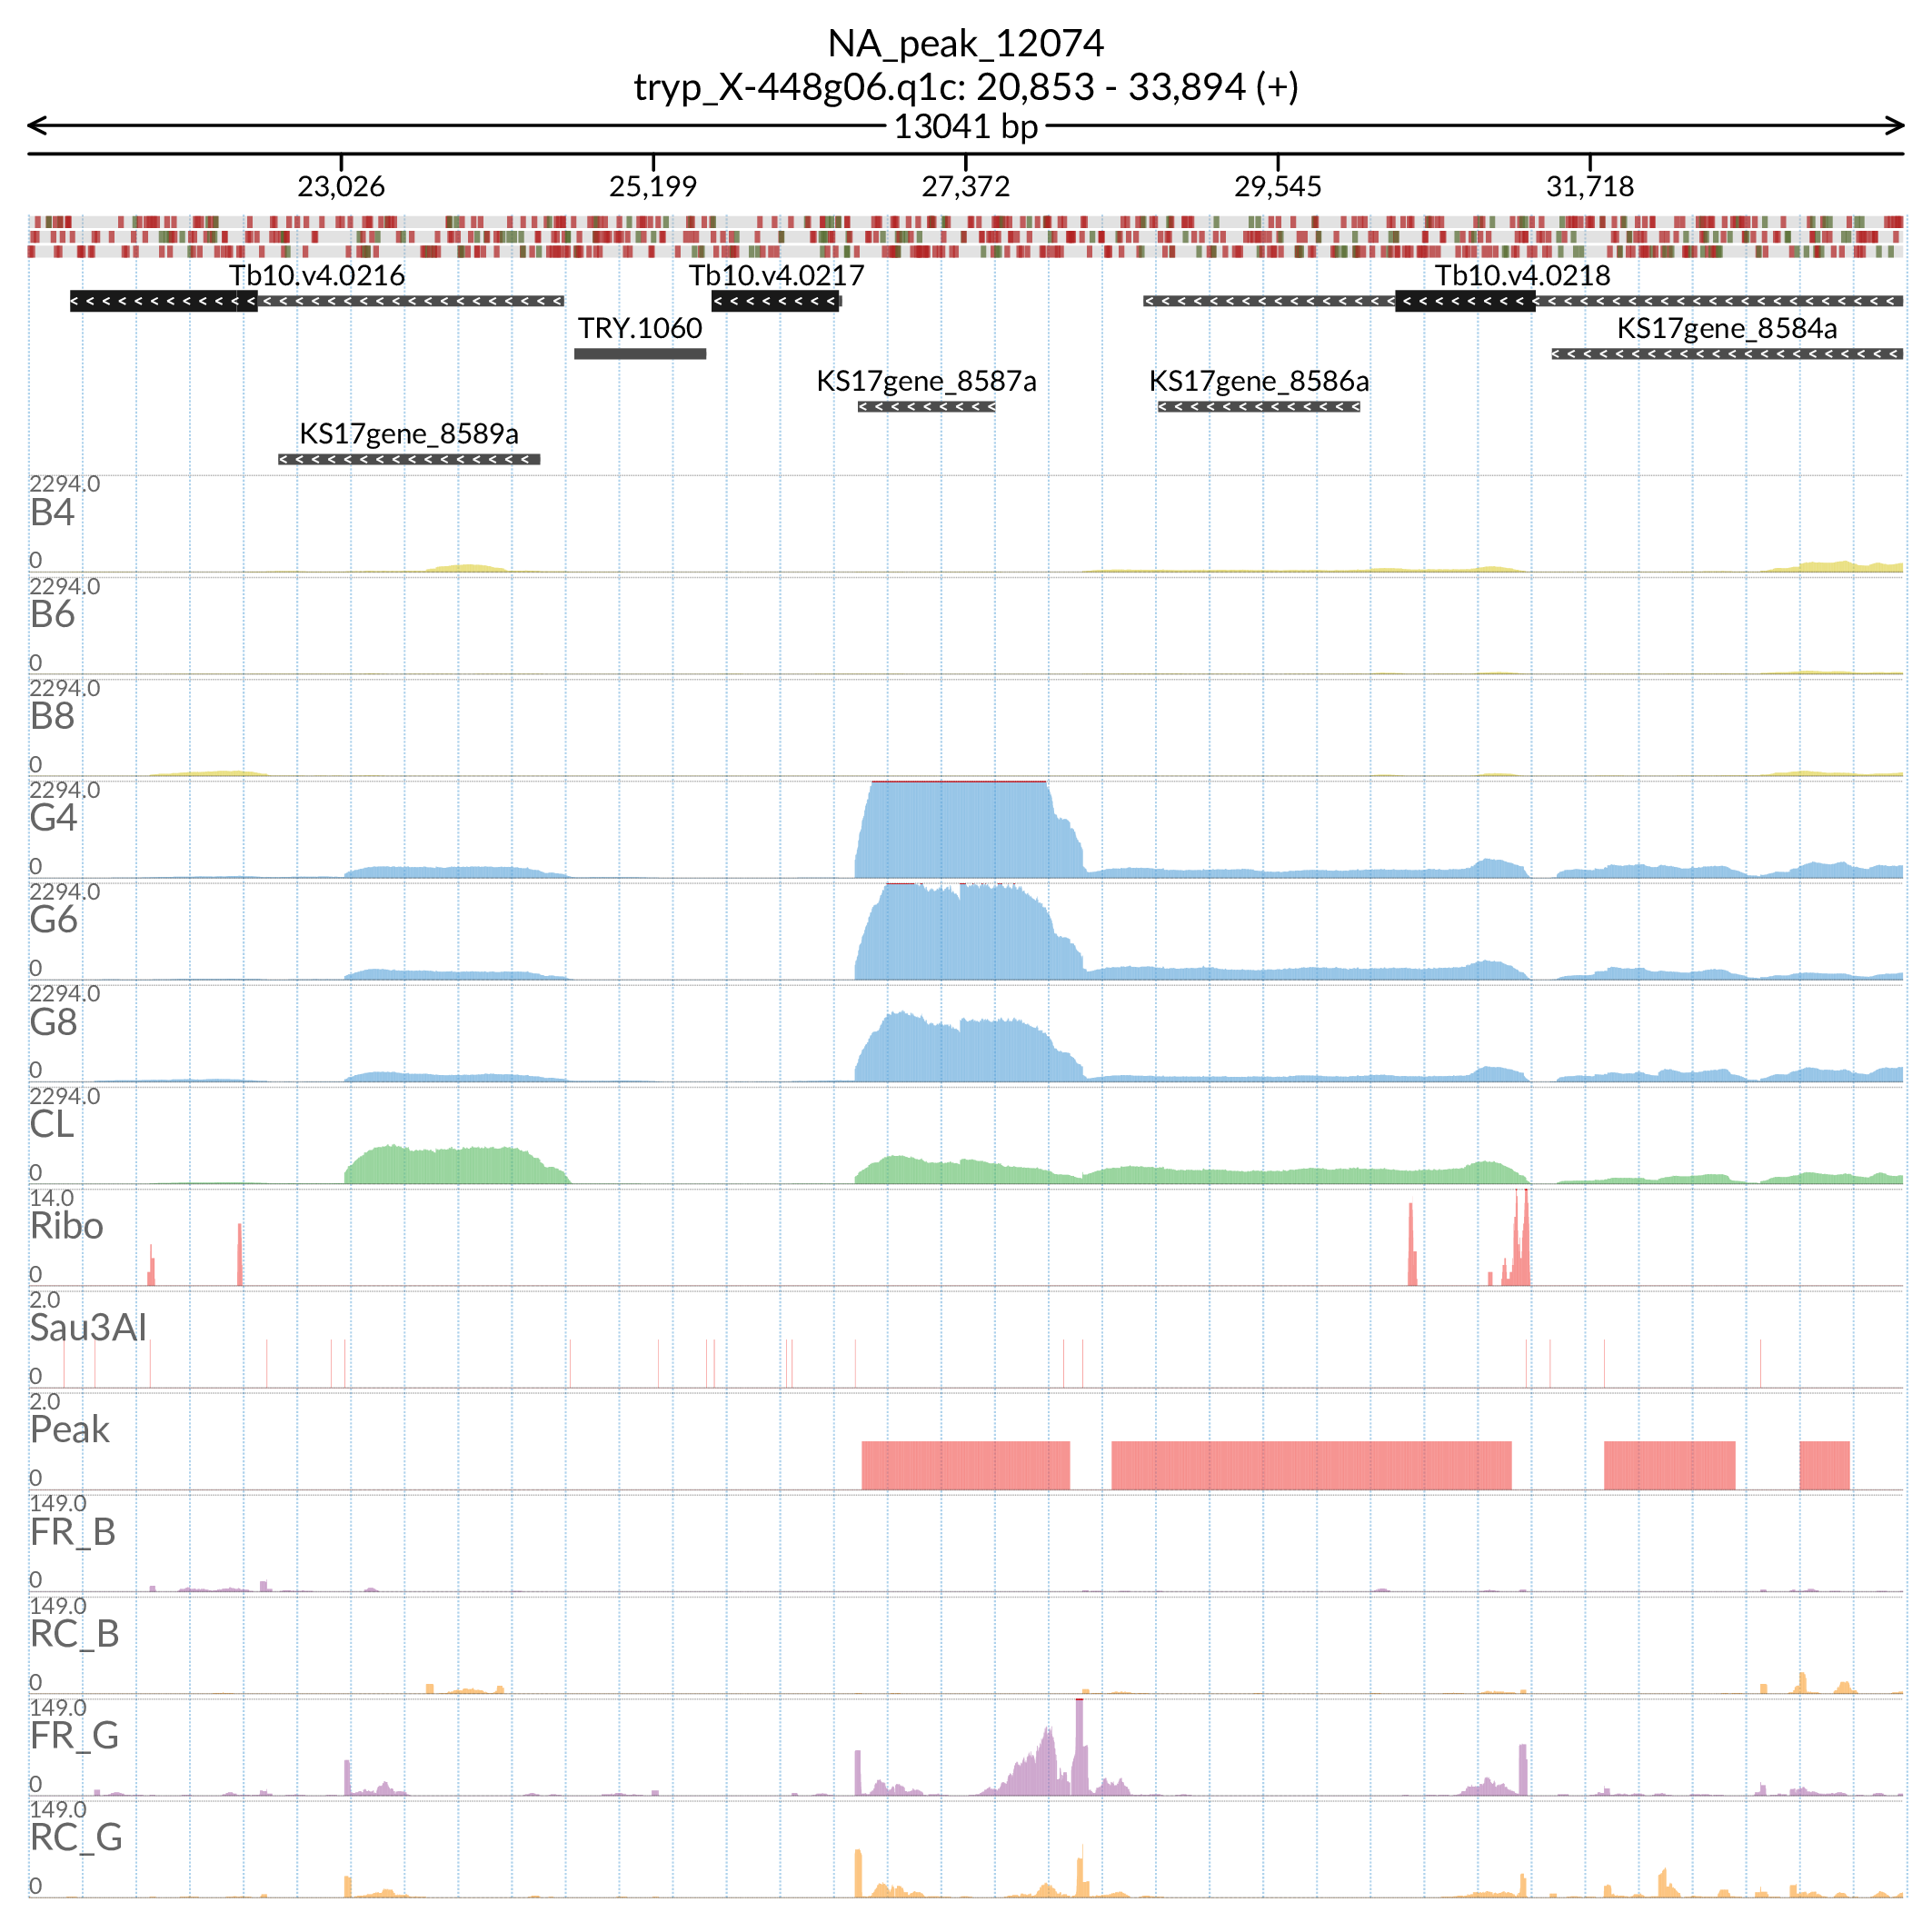 NA_peak_12074
tryp_X-448g06.q1c: 20,853 - 33,894 (+)
13041 bp
23,026 25,199 27,372 29,545 31,718
Tb10.v4.0216 Tb10.v4.0217 Tb10.v4.0218
TRY.1060 KS17gene_8584a
KS17gene_8587a KS17gene_8586a
KS17gene_8589a
2294.0
B4
0
2294.0
B6
0
2294.0
B8
0
2294.0
G4
0
2294.0
G6
0
2294.0
G8
0
2294.0
CL
0
14.0
Ribo
0
2.0
Sau3AI
0
2.0
Peak
0
149.0
FR_B
0
149.0
RC_B
0
149.0
FR_G
0
149.0
RC_G
0